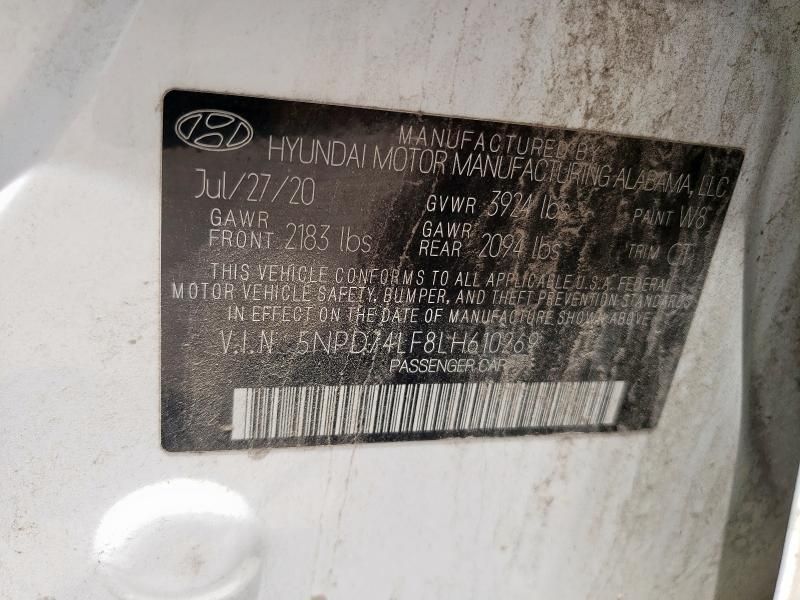 MANUFACTURED BY
HYUNDAI MOTOR MANUFACTURING ALABAMA, LLC
Jul/27/20 GVWR 3924 lbs PAINT W8
GAWR FRONT 2183 lbs GAWR REAR 2094 lbs TRIM CT
THIS VEHICLE CONFORMS TO ALL APPLICABLE U.S.A. FEDERAL
MOTOR VEHICLE SAFETY, BUMPER, AND THEFT PREVENTION STANDARDS
IN EFFECT ON THE DATE OF MANUFACTURE SHOWN ABOVE
V.I.N 5NPD74LF8LH610269
PASSENGER CAR